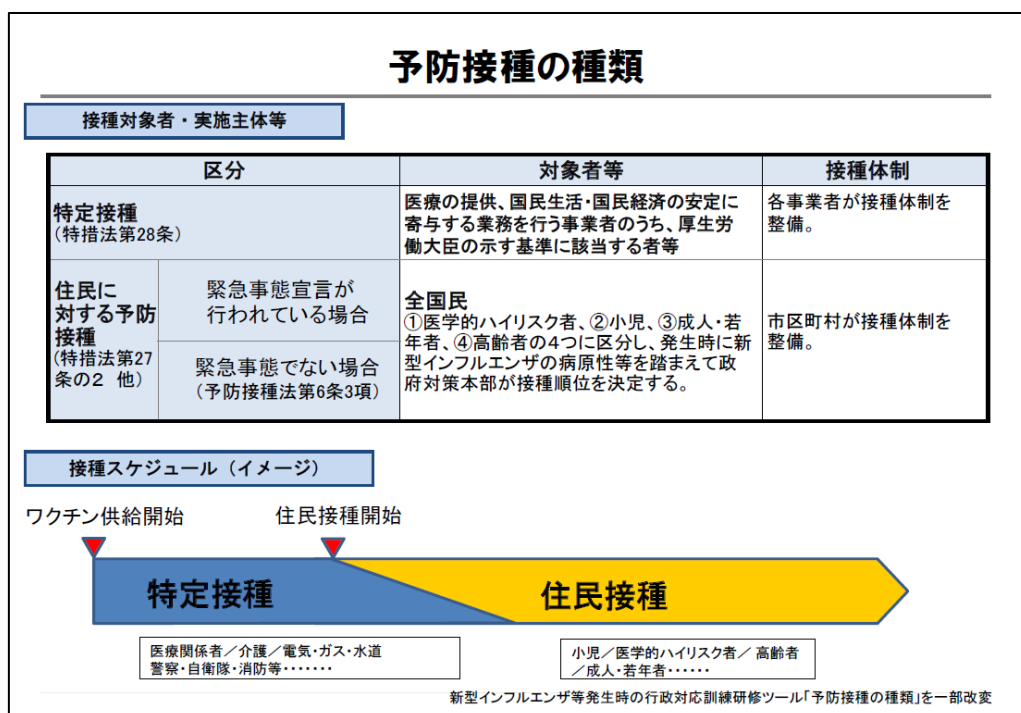 予防接種の種類
接種対象者・実施主体等
区分
対象者等
接種体制
特定接種
(特措法第28条)
医療の提供、国民生活・国民経済の安定に
寄与する業務を行う事業者のうち、厚生労
働大臣の示す基準に該当する者等
各事業者が接種体制を
整備。
住民に
対する予防
接種
(特措法第27
条の2 他)
緊急事態宣言が
行われている場合
緊急事態でない場合
(予防接種法第6条3項)
全国民
①医学的ハイリスク者、②小児、③成人・若
年者、④高齢者の4つに区分し、発生時に新
型インフルエンザの病原性等を踏まえて政
府対策本部が接種順位を決定する。
市区町村が接種体制を
整備。
接種スケジュール(イメージ)
ワクチン供給開始
住民接種開始
特定接種
住民接種
医療関係者/介護/電気・ガス・水道
警察・自衛隊・消防等・・・・・・・
小児/医学的ハイリスク者/ 高齢者
/成人・若年者・・・・・・
新型インフルエンザ等発生時の行政対応訓練研修ツール「予防接種の種類」を一部改変